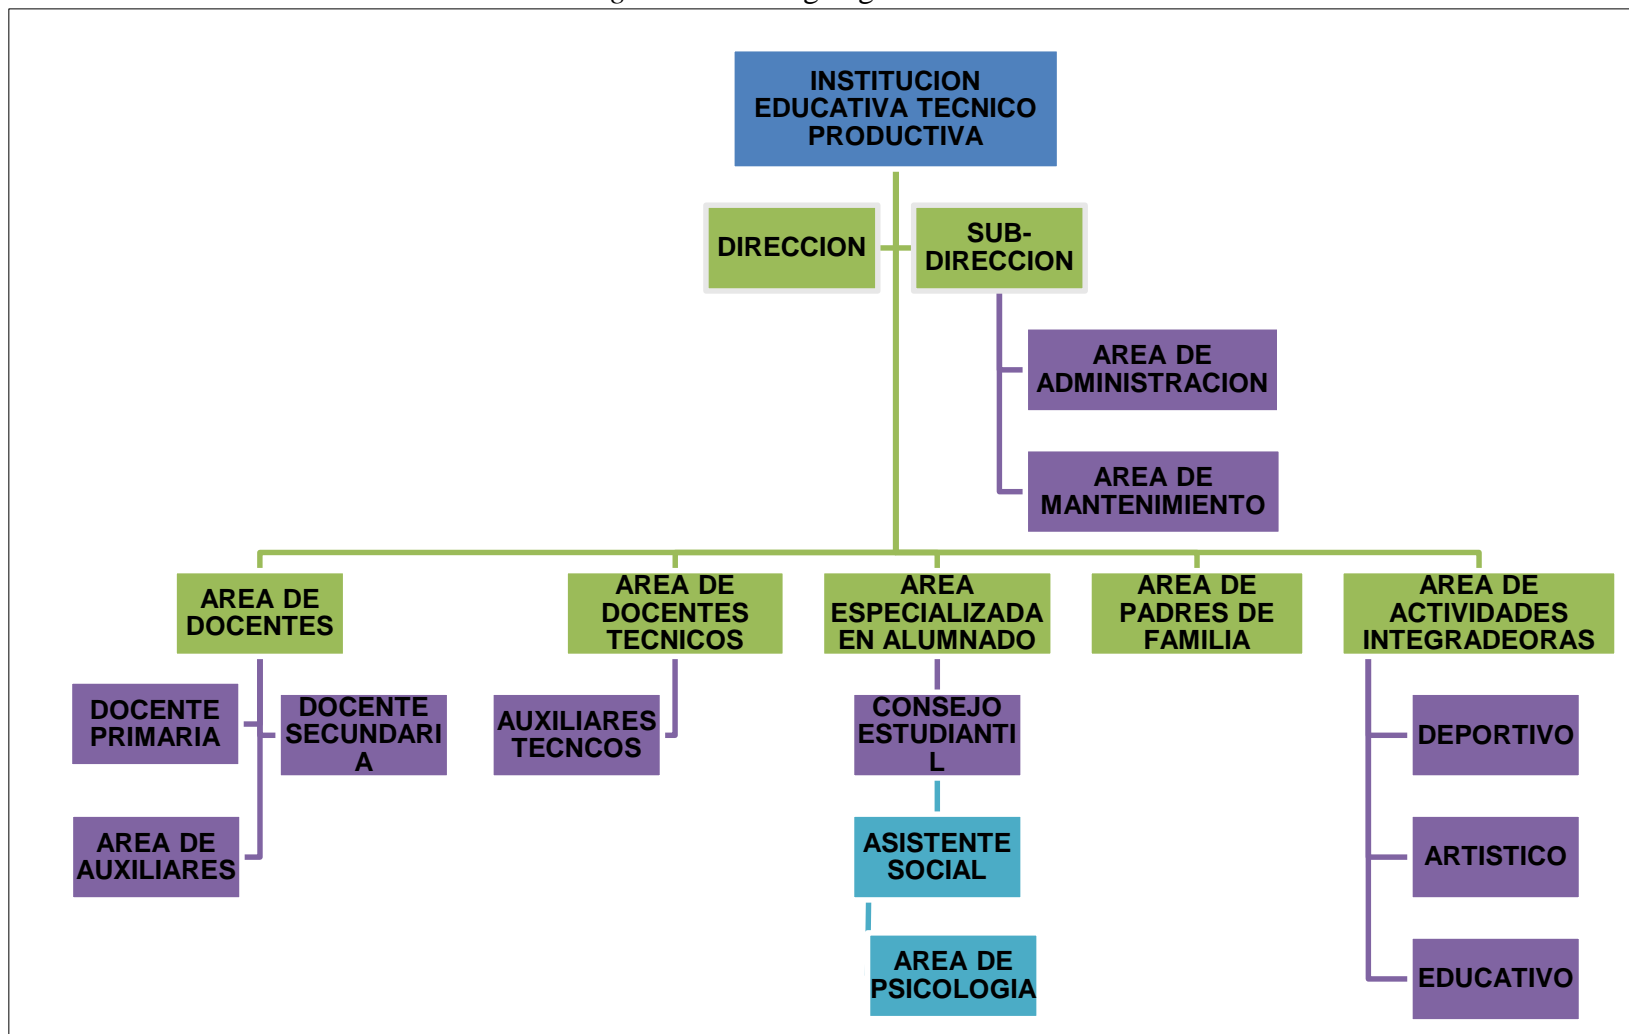 INSTITUCION
EDUCATIVA TECNICO
PRODUCTIVA
DIRECCION
SUB-
DIRECCION
AREA DE
ADMINISTRACION
AREA DE
MANTENIMIENTO
AREA DE
DOCENTES
AREA DE
DOCENTES
TECNICOS
AREA
ESPECIALIZADA
EN ALUMNADO
AREA DE
PADRES DE
FAMILIA
AREA DE
ACTIVIDADES
INTEGRADEORAS
DOCENTE
PRIMARIA
DOCENTE
SECUNDARI
A
AUXILIARES
TECNCOS
CONSEJO
ESTUDIANTI
L
DEPORTIVO
AREA DE
AUXILIARES
ASISTENTE
SOCIAL
ARTISTICO
AREA DE
PSICOLOGIA
EDUCATIVO